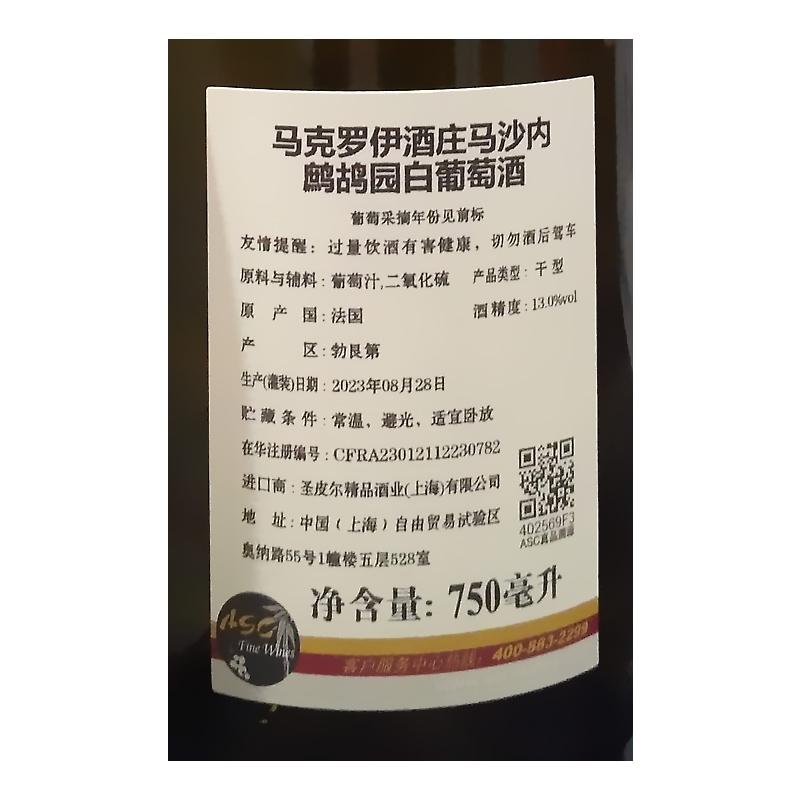 马克罗伊酒庄马沙内
鹧鸪园白葡萄酒
葡萄采摘年份见前标
友情提醒：过量饮酒有害健康，切勿酒后驾车
原料与辅料：葡萄汁,二氧化硫 产品类型：干型
原产国：法国 酒精度：13.0%vol
产区：勃艮第
生产(灌装)日期：2023年08月28日
贮藏条件：常温、避光、适宜卧放
在华注册编号：CFRA23012112230782
进口商：圣皮尔精品酒业(上海)有限公司
地址：中国（上海）自由贸易试验区
奥纳路55号1幢楼五层528室
402569F3
ASC真品溯源
净含量：750毫升
ASC
Fine Wines
客户服务中心热线：400-883-2299